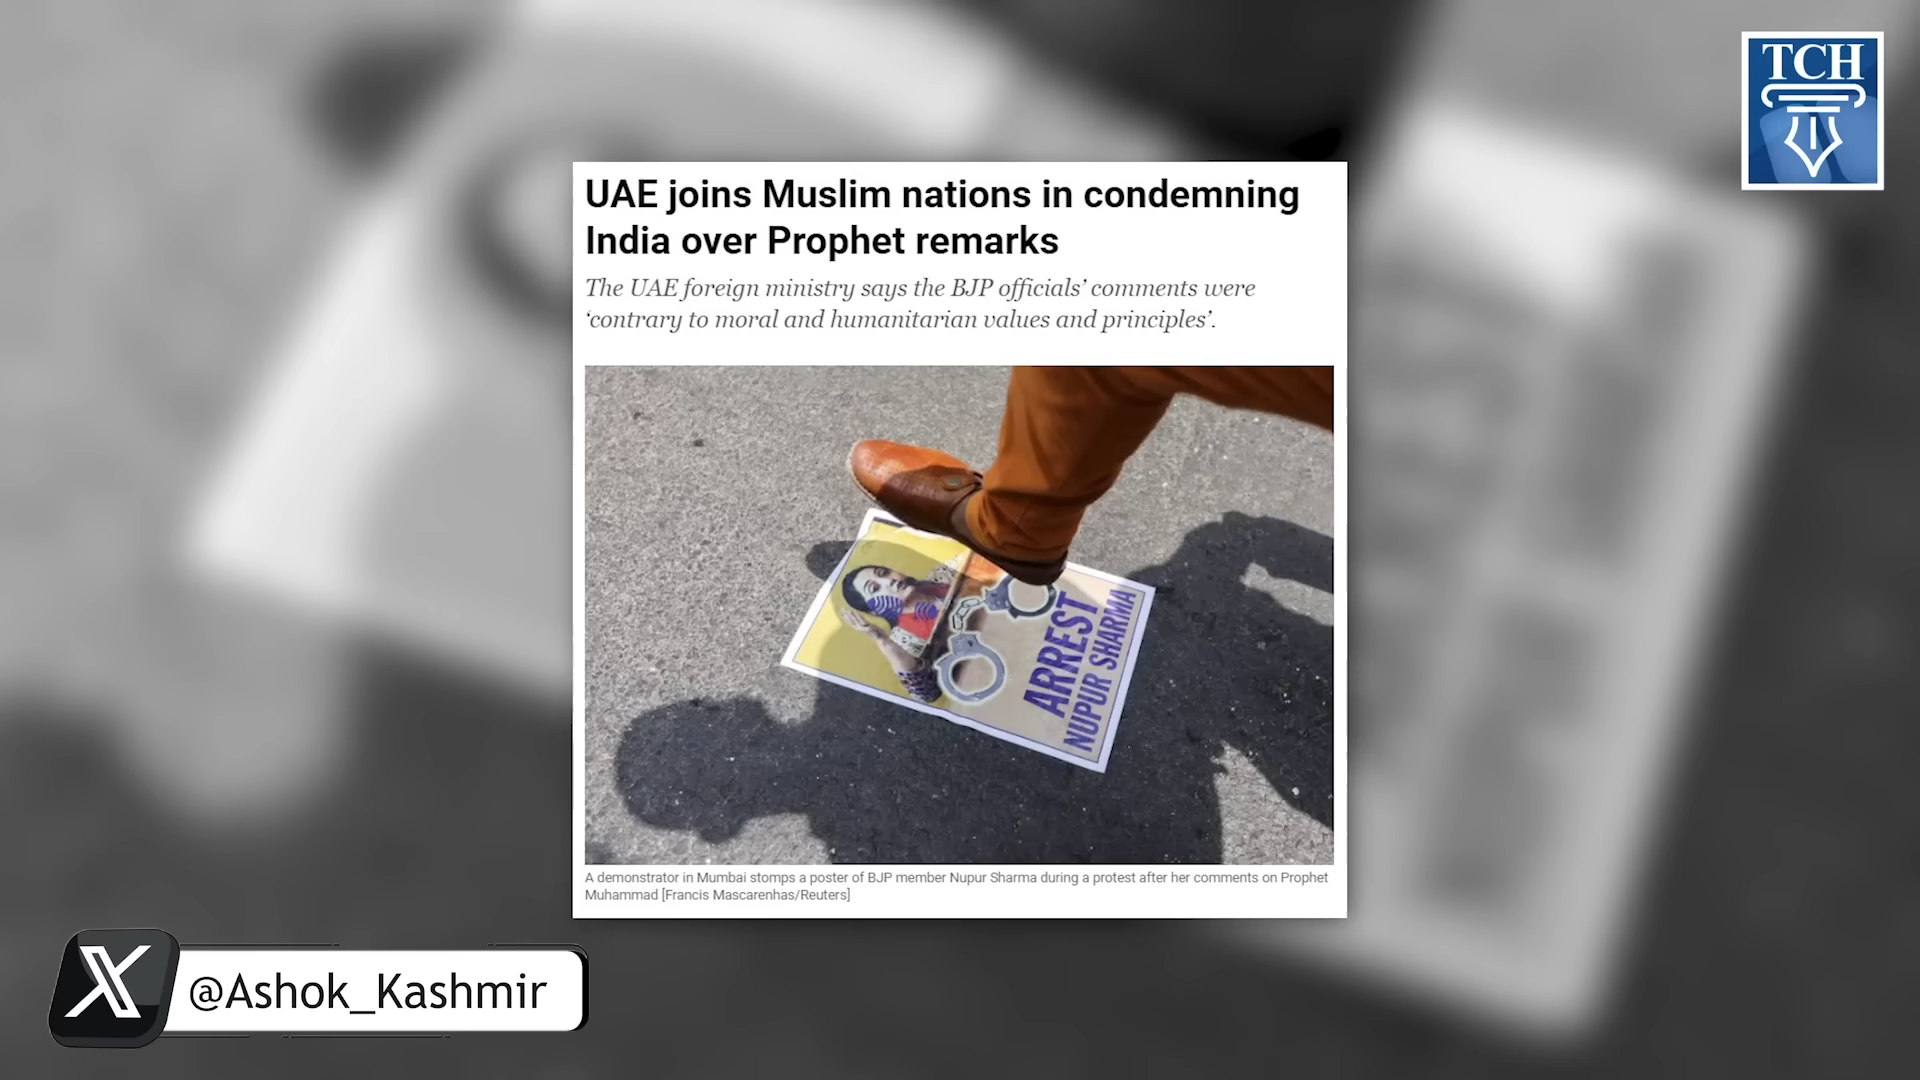 TCH
UAE joins Muslim nations in condemning
India over Prophet remarks
The UAE foreign ministry says the BJP officials’ comments were
‘contrary to moral and humanitarian values and principles’.
ARREST
NUPUR SHARMA
A demonstrator in Mumbai stomps a poster of BJP member Nupur Sharma during a protest after her comments on Prophet
Muhammad [Francis Mascarenhas/Reuters]
@Ashok_Kashmir